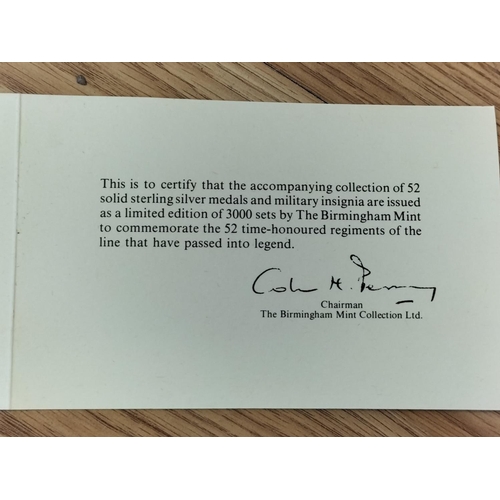 This is to certify that the accompanying collection of 52
solid sterling silver medals and military insignia are issued
as a limited edition of 3000 sets by The Birmingham Mint
to commemorate the 52 time-honoured regiments of the
line that have passed into legend.
Chairman
The Birmingham Mint Collection Ltd.